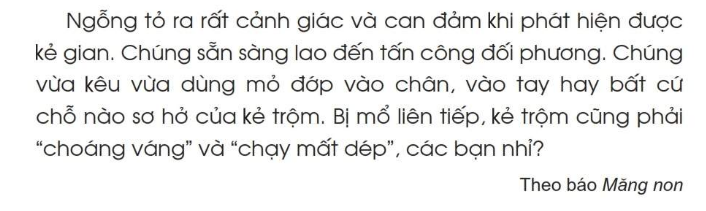 Ngỗng tỏ ra rất cảnh giác và can đảm khi phát hiện được
kẻ gian. Chúng sẵn sàng lao đến tấn công đối phương. Chúng
vừa kêu vừa dùng mỏ đớp vào chân, vào tay hay bất cứ
chỗ nào sơ hở của kẻ trộm. Bị mổ liên tiếp, kẻ trộm cũng phải
“choáng váng” và “chạy mất dép”, các bạn nhỉ?
Theo báo Măng non